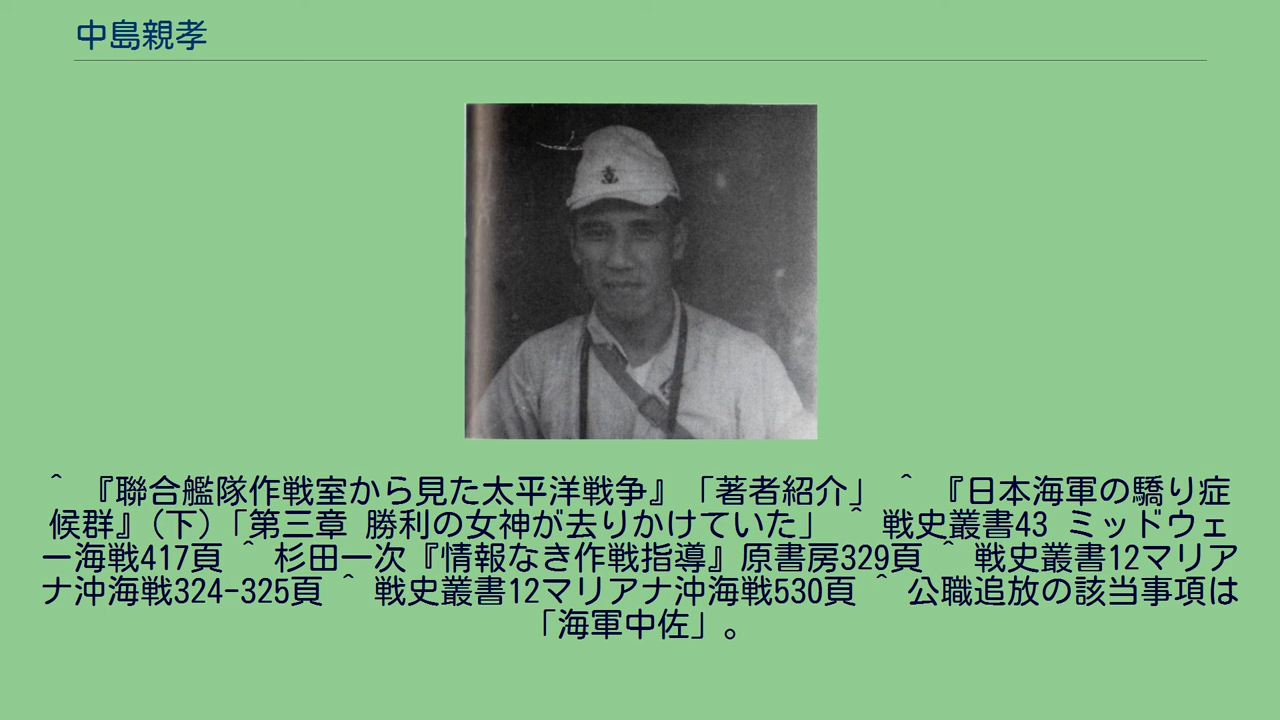 中島親孝
^ 『聯合艦隊作戦室から見た太平洋戦争』「著者紹介」 ^ 『日本海軍の驕り症
候群』(下)「第三章 勝利の女神が去りかけていた」 ^ 戦史叢書43 ミッドウェ
ー海戦417頁 ^ 杉田一次『情報なき作戦指導』原書房329頁 ^ 戦史叢書12マリア
ナ沖海戦324-325頁 ^ 戦史叢書12マリアナ沖海戦530頁 ^ 公職追放の該当事項は
「海軍中佐」。